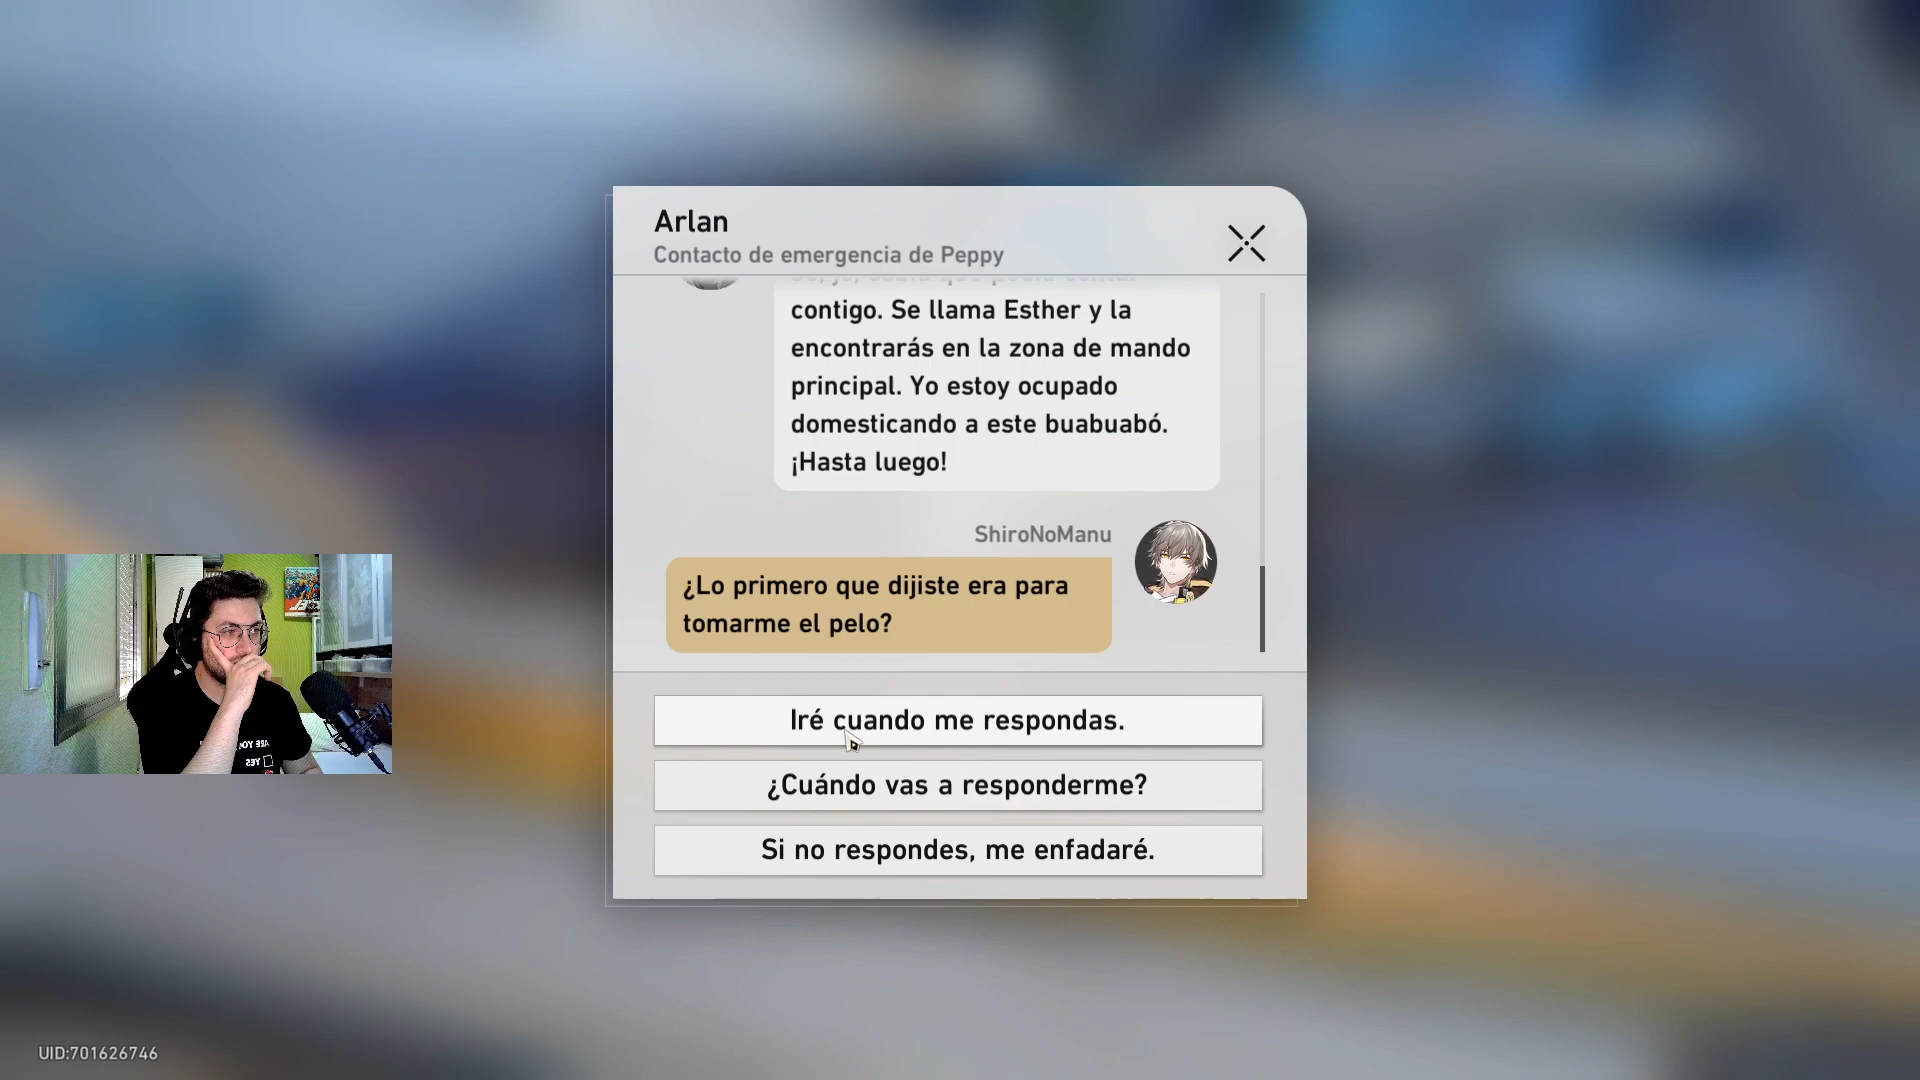 Arlan
Contacto de emergencia de Peppy
contigo. Se llama Esther y la
encontrarás en la zona de mando
principal. Yo estoy ocupado
domesticando a este buabuabó.
¡Hasta luego!
ShiroNoManu
¿Lo primero que dijiste era para
tomarme el pelo?
Iré cuando me respondas.
¿Cuándo vas a responderme?
Si no respondes, me enfadaré.
UID:701626746